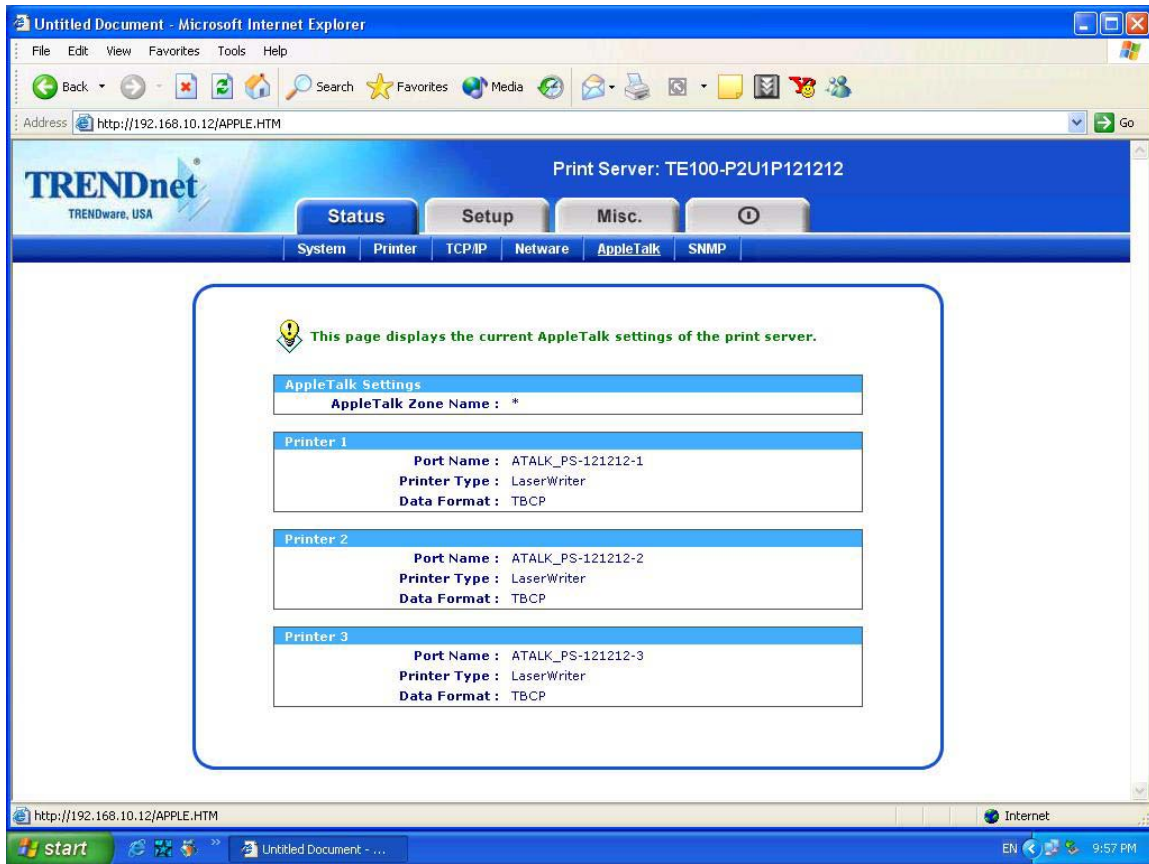 Untitled Document - Microsoft Internet Explorer
File Edit View Favorites Tools Help
Back Search Favorites Media
Address http://192.168.10.12/APPLE.HTM Go
TRENDnet ®
TRENDware, USA
Print Server: TE100-P2U1P121212
Status Setup Misc.
System Printer TCP/IP Netware AppleTalk SNMP
This page displays the current AppleTalk settings of the print server.
AppleTalk Settings
AppleTalk Zone Name : *
Printer 1
Port Name : ATALK_PS-121212-1
Printer Type : LaserWriter
Data Format : TBCP
Printer 2
Port Name : ATALK_PS-121212-2
Printer Type : LaserWriter
Data Format : TBCP
Printer 3
Port Name : ATALK_PS-121212-3
Printer Type : LaserWriter
Data Format : TBCP
http://192.168.10.12/APPLE.HTM Internet
start » Untitled Document - ... EN 9:57 PM